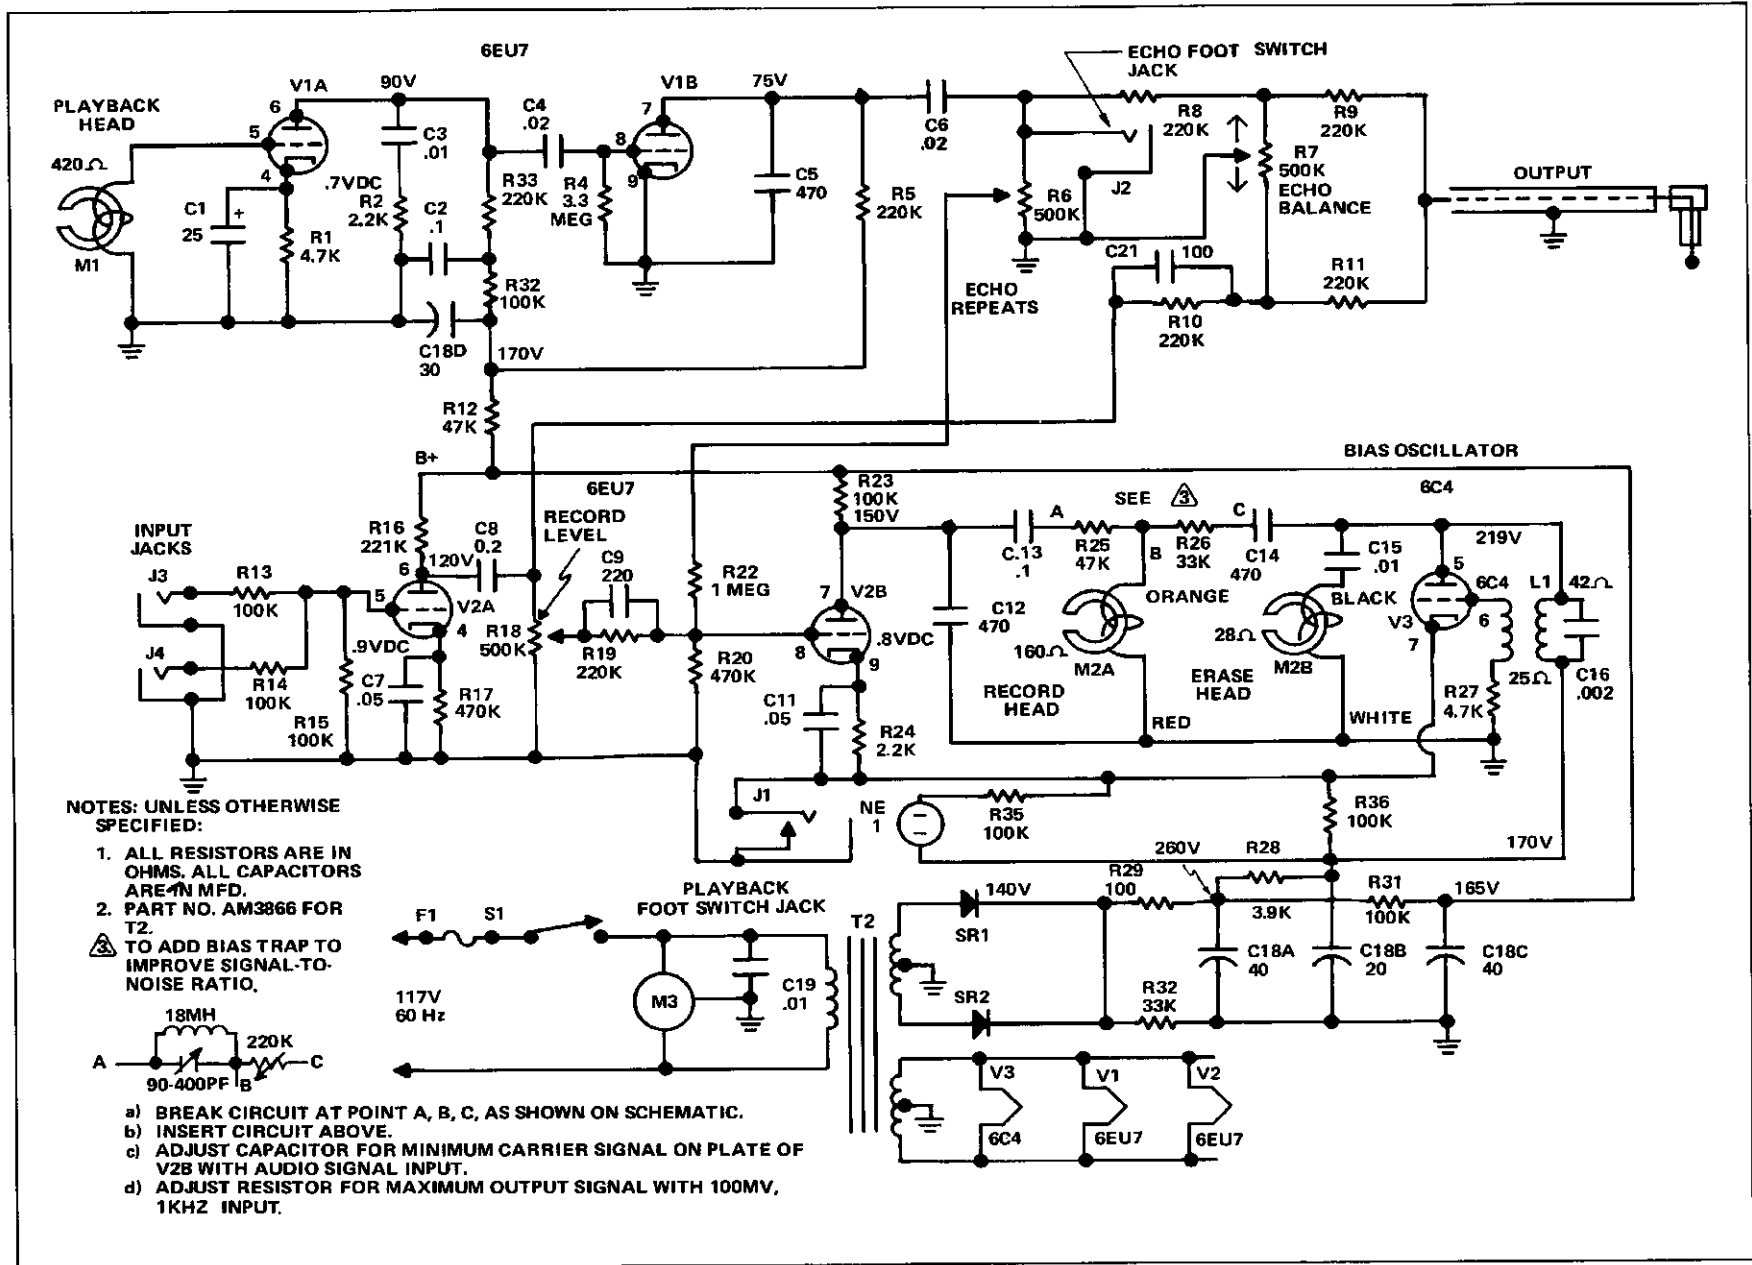 6EU7
PLAYBACK
HEAD
420Ω
M1
V1A
6
5
4
90V
C3
.01
.7VDC
R2
2.2K
C1
+
25
R1
4.7K
C2
.1
R33
220K
R32
100K
C18D
30
170V
C4
.02
R4
3.3
MEG
V1B
7
8
9
75V
C5
470
R5
220K
C6
.02
ECHO FOOT SWITCH
JACK
R8
220K
R9
220K
R7
500K
ECHO
BALANCE
J2
R6
500K
ECHO
REPEATS
C21
100
R10
220K
R11
220K
OUTPUT
R12
47K
B+
6EU7
INPUT
JACKS
J3
J4
R13
100K
R14
100K
R15
100K
R16
221K
120V
6
5
4
V2A
.9VDC
C7
.05
R17
470K
C8
0.2
RECORD
LEVEL
R18
500K
C9
220
R19
220K
R22
1 MEG
R20
470K
R23
100K
150V
7
8
9
V2B
.8VDC
C11
.05
R24
2.2K
C12
470
C.13
.1
A
R25
47K
SEE 3
B
R26
33K
C
C14
470
BIAS OSCILLATOR
6C4
C15
.01
219V
5
6C4
6
V3
7
L1
42Ω
25Ω
C16
.002
R27
4.7K
ORANGE
160Ω
M2A
RECORD
HEAD
RED
BLACK
28Ω
M2B
ERASE
HEAD
WHITE
J1
PLAYBACK
FOOT SWITCH JACK
NE
1
R35
100K
R36
100K
170V
260V
R28
3.9K
R29
100
R31
100K
165V
140V
SR1
SR2
R32
33K
C18A
40
C18B
20
C18C
40
T2
F1
S1
117V
60 Hz
M3
C19
.01
V3
6C4
V1
6EU7
V2
6EU7
NOTES: UNLESS OTHERWISE
SPECIFIED:
1. ALL RESISTORS ARE IN
OHMS. ALL CAPACITORS
ARE IN MFD.
2. PART NO. AM3866 FOR
T2.
3. TO ADD BIAS TRAP TO
IMPROVE SIGNAL-TO-
NOISE RATIO.
18MH
220K
A
C
90-400PF
B
a) BREAK CIRCUIT AT POINT A, B, C, AS SHOWN ON SCHEMATIC.
b) INSERT CIRCUIT ABOVE.
c) ADJUST CAPACITOR FOR MINIMUM CARRIER SIGNAL ON PLATE OF
V2B WITH AUDIO SIGNAL INPUT.
d) ADJUST RESISTOR FOR MAXIMUM OUTPUT SIGNAL WITH 100MV,
1KHZ INPUT.